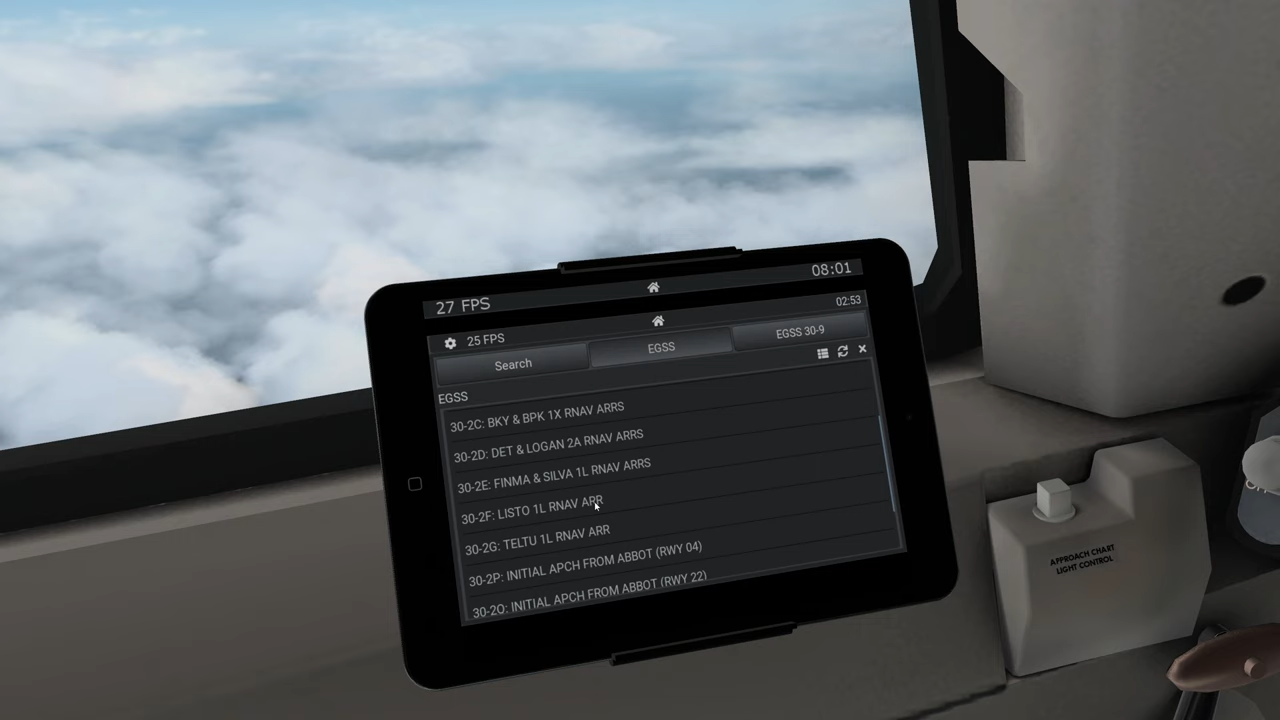 27 FPS
08:01
25 FPS
02:53
Search
EGSS
EGSS 30-9
EGSS
30-2C: BKY & BPK 1X RNAV ARRS
30-2D: DET & LOGAN 2A RNAV ARRS
30-2E: FINMA & SILVA 1L RNAV ARRS
30-2F: LISTO 1L RNAV ARR
30-2G: TELTU 1L RNAV ARR
30-2P: INITIAL APCH FROM ABBOT (RWY 04)
30-2O: INITIAL APCH FROM ABBOT (RWY 22)
APPROACH CHART
LIGHT CONTROL